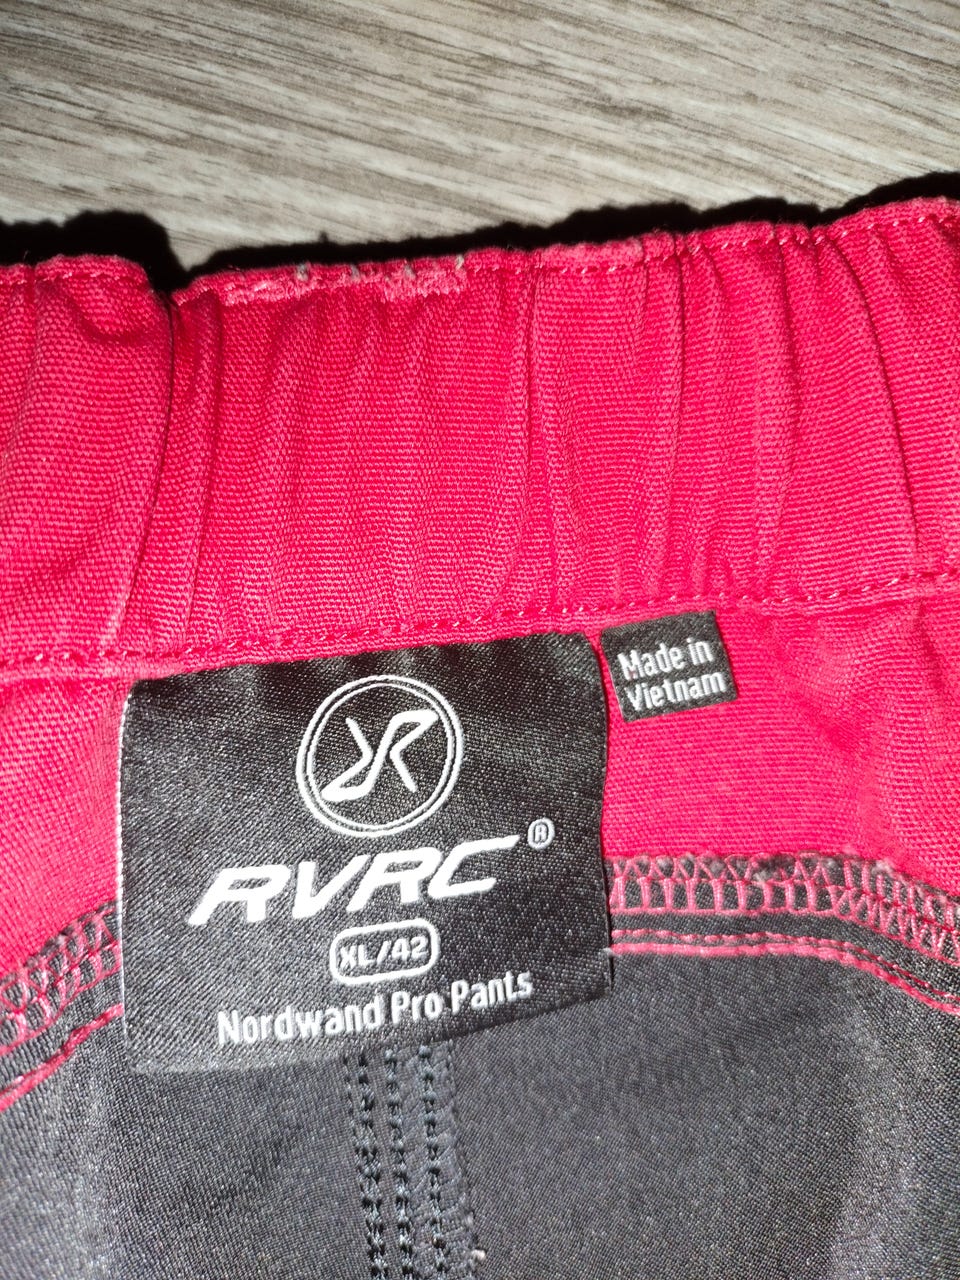 RVRC®
XL/42
Nordwand Pro Pants
Made in
Vietnam